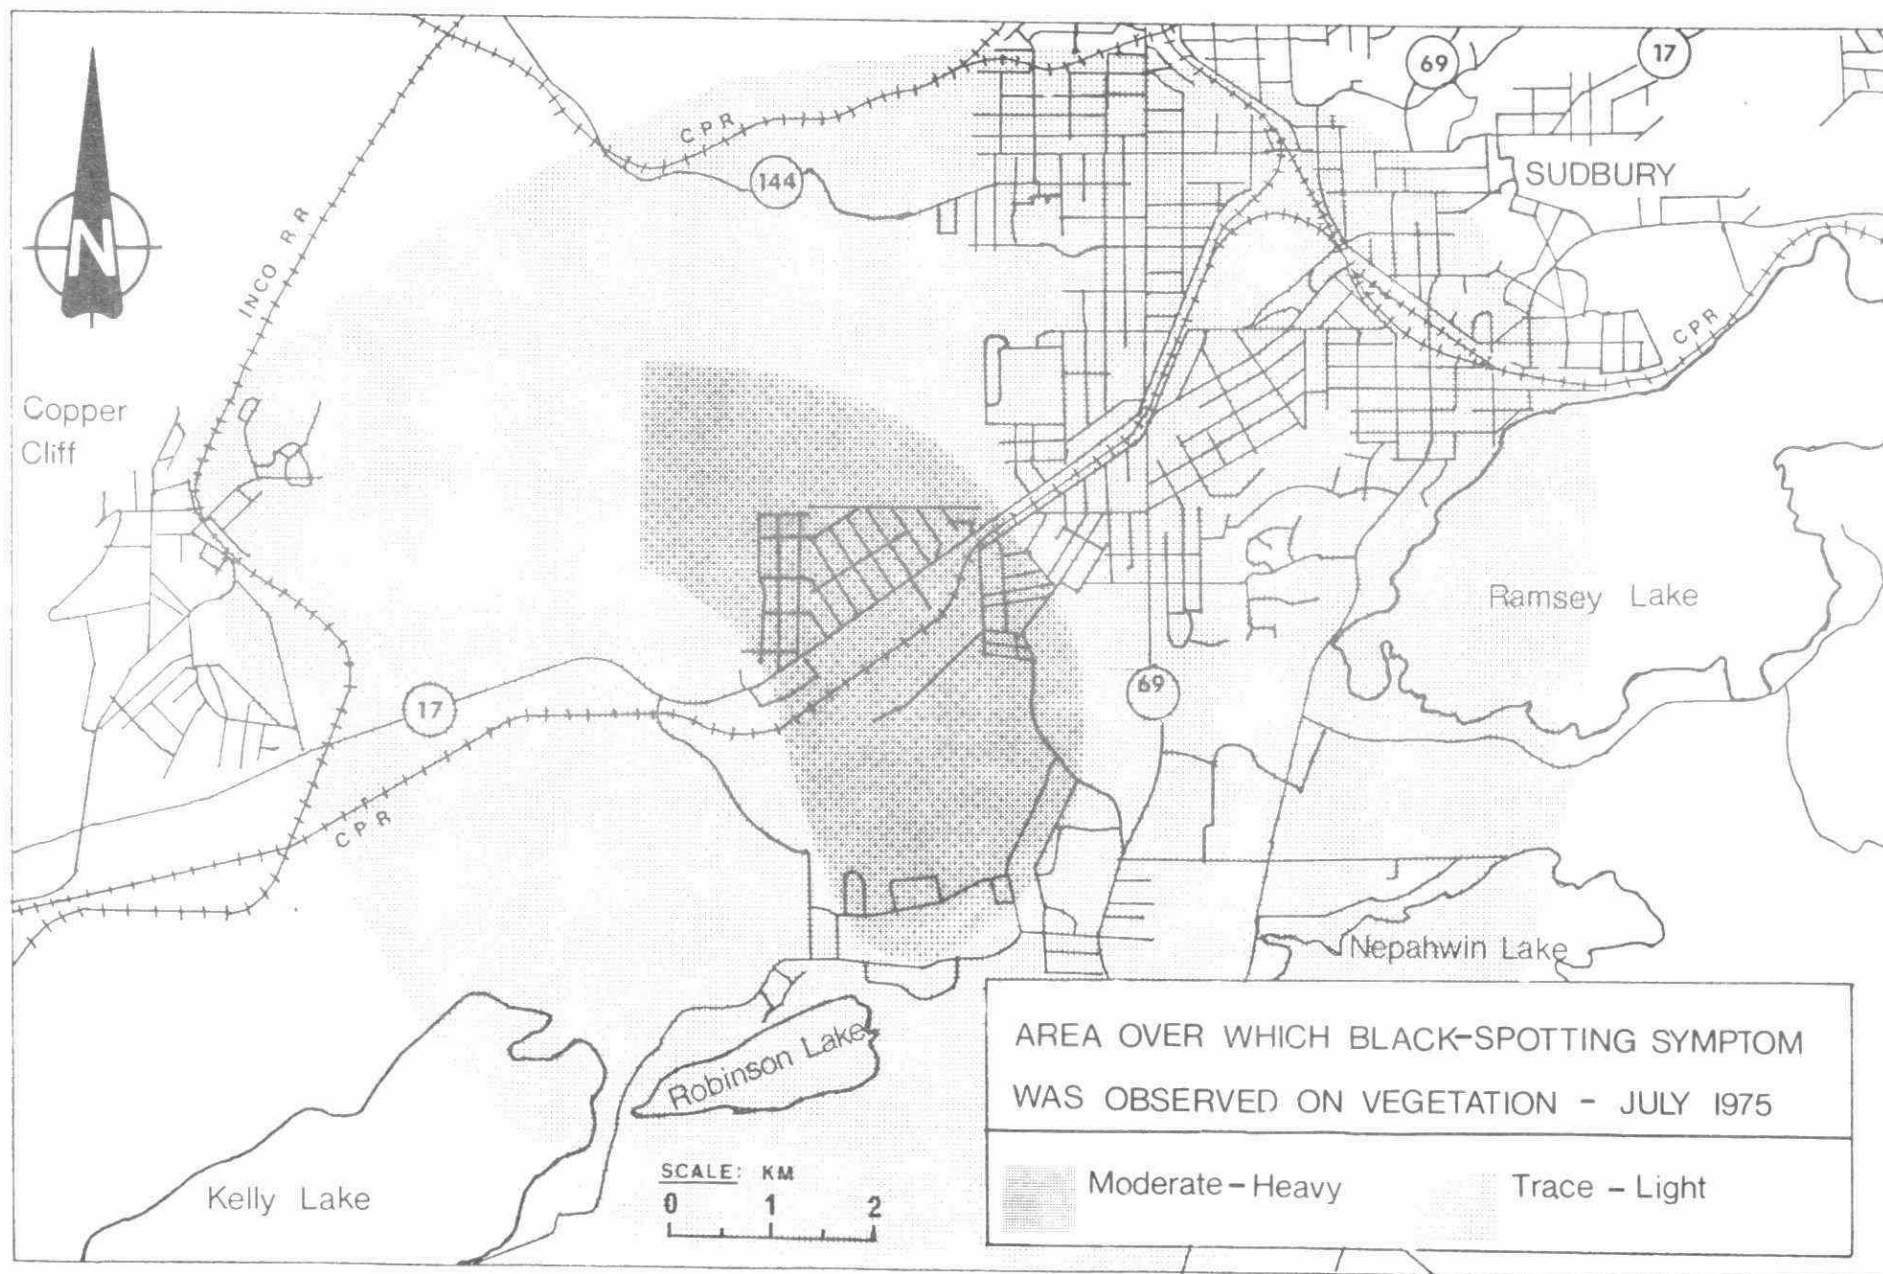 69
17
CPR
144
SUDBURY
N
INCO RR
CPR
Copper
Cliff
Ramsey Lake
69
17
CPR
Nepahwin Lake
AREA OVER WHICH BLACK-SPOTTING SYMPTOM
WAS OBSERVED ON VEGETATION - JULY 1975
Robinson Lake
SCALE: KM
0 1 2
Kelly Lake
Moderate - Heavy
Trace - Light